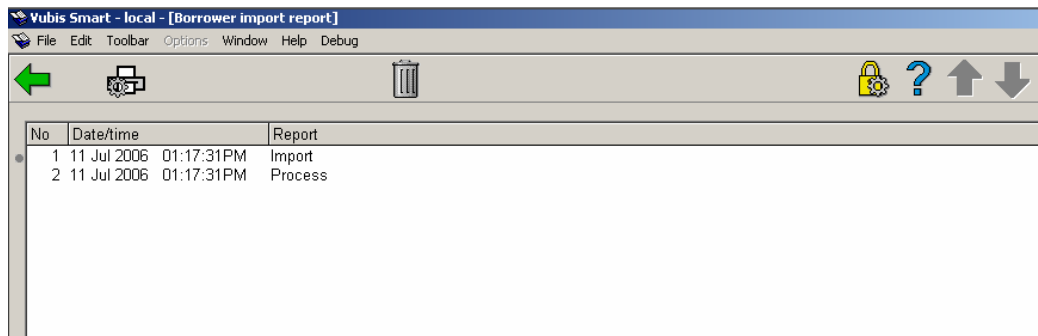 Vubis Smart - local - [Borrower import report]
File Edit Toolbar Options Window Help Debug
?
No Date/time Report
1 11 Jul 2006 01:17:31PM Import
2 11 Jul 2006 01:17:31PM Process